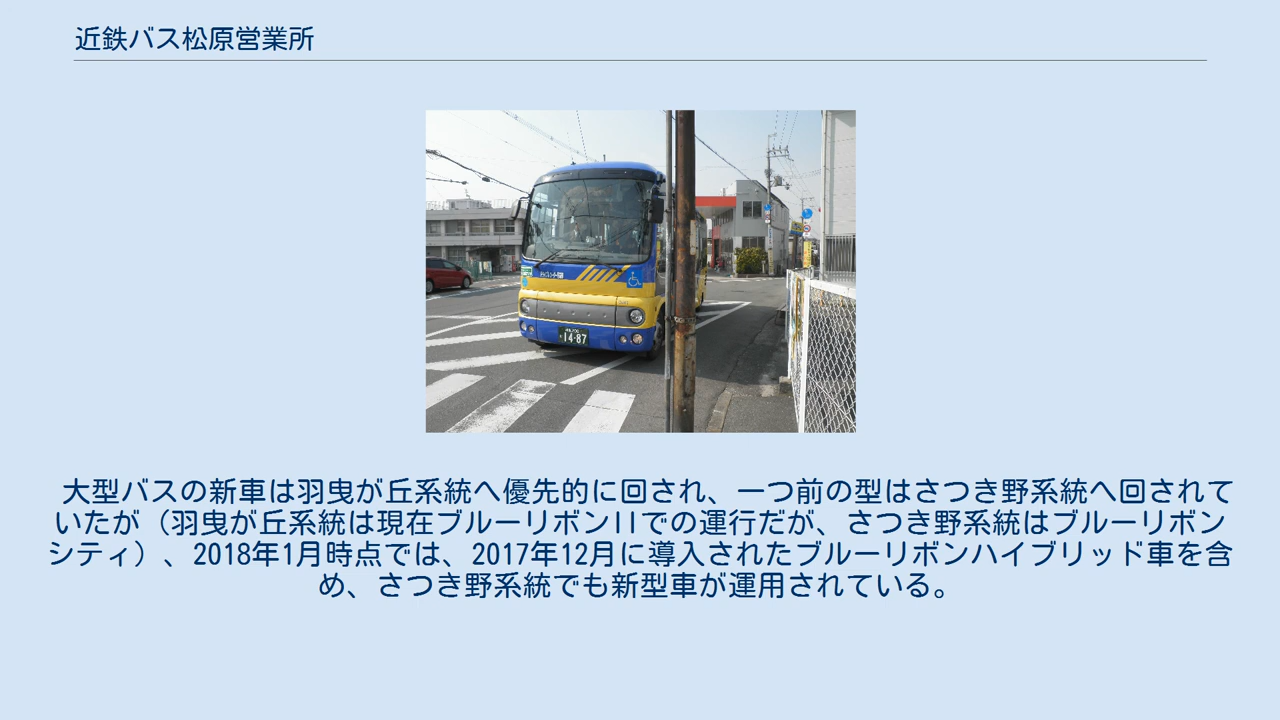 近鉄バス松原営業所
1487
大型バスの新車は羽曳が丘系統へ優先的に回され、一つ前の型はさつき野系統へ回されて
いたが（羽曳が丘系統は現在ブルーリボンIIでの運行だが、さつき野系統はブルーリボン
シティ）、2018年1月時点では、2017年12月に導入されたブルーリボンハイブリッド車を含
め、さつき野系統でも新型車が運用されている。